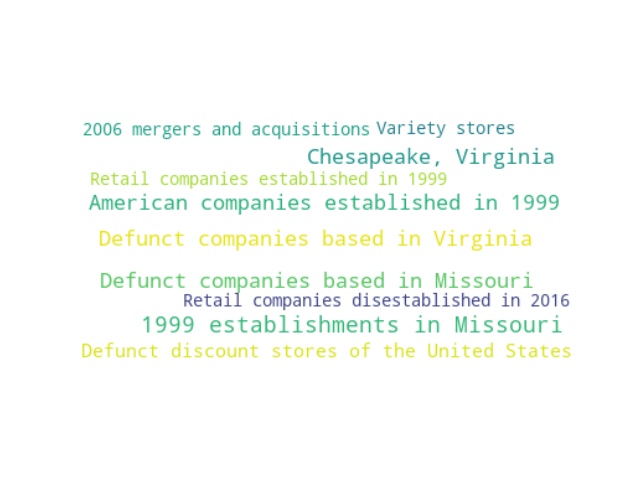 2006 mergers and acquisitions Variety stores
Chesapeake, Virginia
Retail companies established in 1999
American companies established in 1999
Defunct companies based in Virginia
Defunct companies based in Missouri
Retail companies disestablished in 2016
1999 establishments in Missouri
Defunct discount stores of the United States